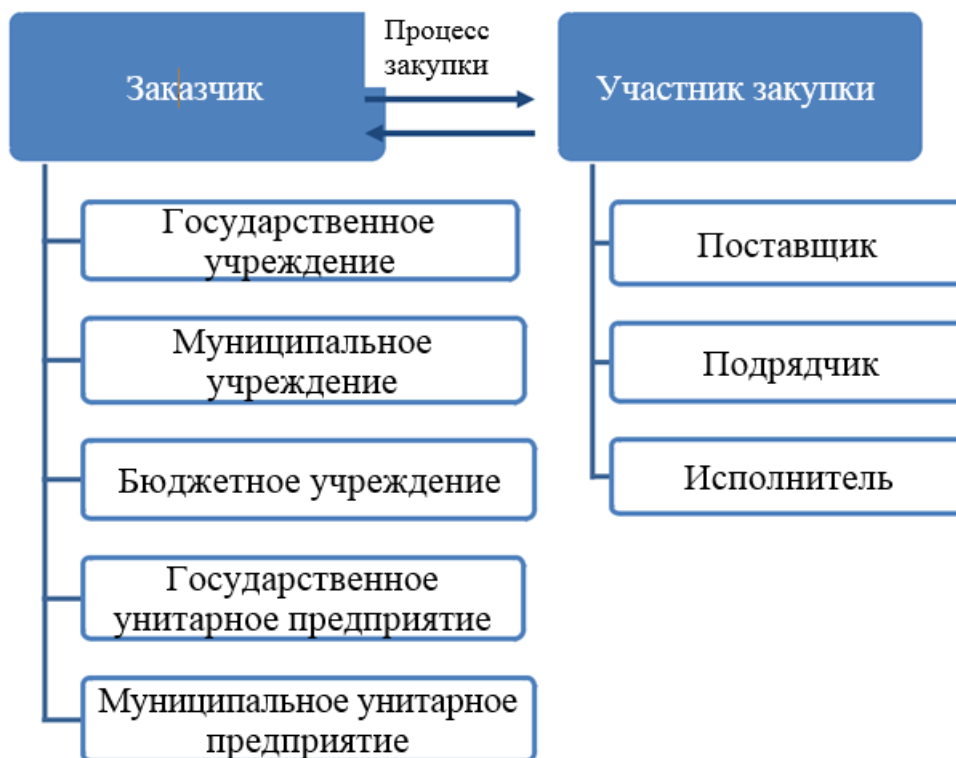 Заказчик
Процесс
закупки
Участник закупки
Государственное
учреждение
Муниципальное
учреждение
Бюджетное учреждение
Государственное
унитарное предприятие
Муниципальное унитарное
предприятие
Поставщик
Подрядчик
Исполнитель